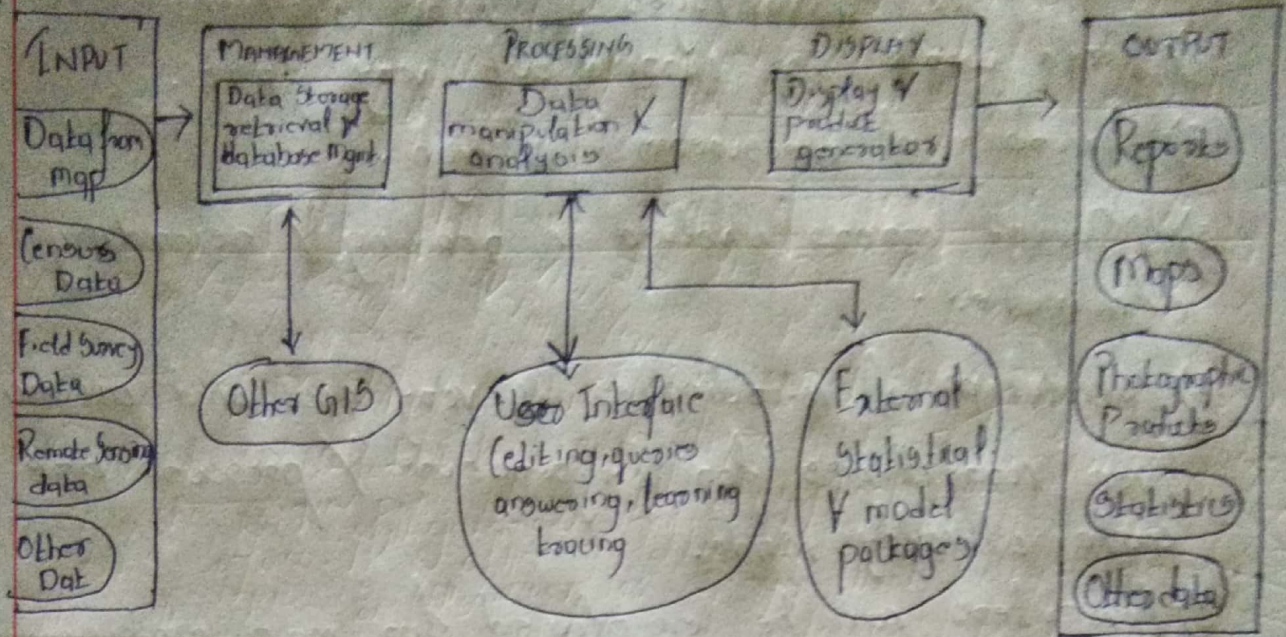 INPUT
Data from
map
Census
Data
Field Survey
Data
Remote Sensing
data
Other
Dat
MANAGEMENT
Data Storage
retrieval &
database Mgmt
PROCESSING
Data
manipulation &
analysis
DISPLAY
Display &
produt
generator
Other GIS
User Interface
(editing, queries
answering, learning
External
Statistical
& model
packages
OUTPUT
Reports
Maps
Photographic
Products
Statistics
Other data